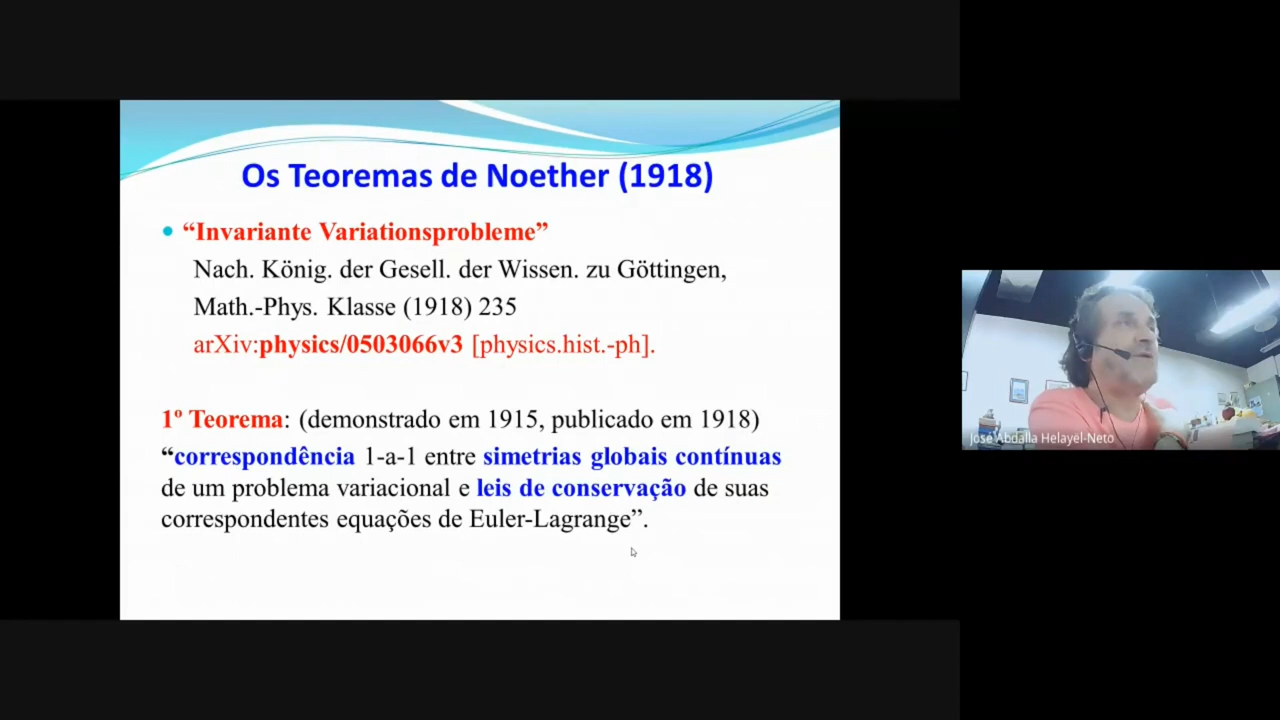 Os Teoremas de Noether (1918)
“Invariante Variationsprobleme”
Nach. König. der Gesell. der Wissen. zu Göttingen,
Math.-Phys. Klasse (1918) 235
arXiv:physics/0503066v3 [physics.hist.-ph].
1º Teorema: (demonstrado em 1915, publicado em 1918)
“correspondência 1-a-1 entre simetrias globais contínuas
de um problema variacional e leis de conservação de suas
correspondentes equações de Euler-Lagrange”.
José Abdalla Helayël-Neto